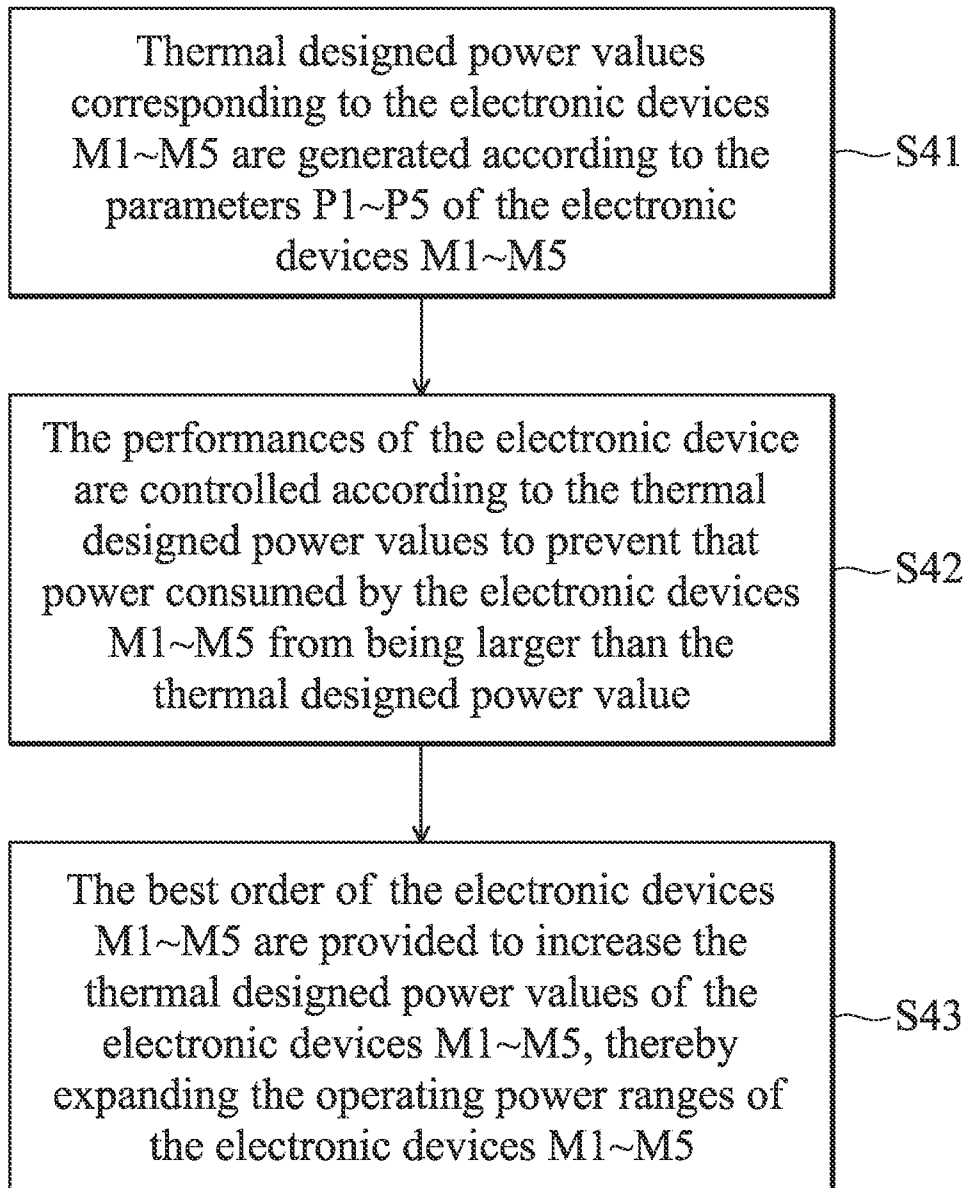 Thermal designed power values
corresponding to the electronic devices
M1~M5 are generated according to the
parameters P1~P5 of the electronic
devices M1~M5
S41
The performances of the electronic device
are controlled according to the thermal
designed power values to prevent that
power consumed by the electronic devices
M1~M5 from being larger than the
thermal designed power value
S42
The best order of the electronic devices
M1~M5 are provided to increase the
thermal designed power values of the
electronic devices M1~M5, thereby
expanding the operating power ranges of
the electronic devices M1~M5
S43